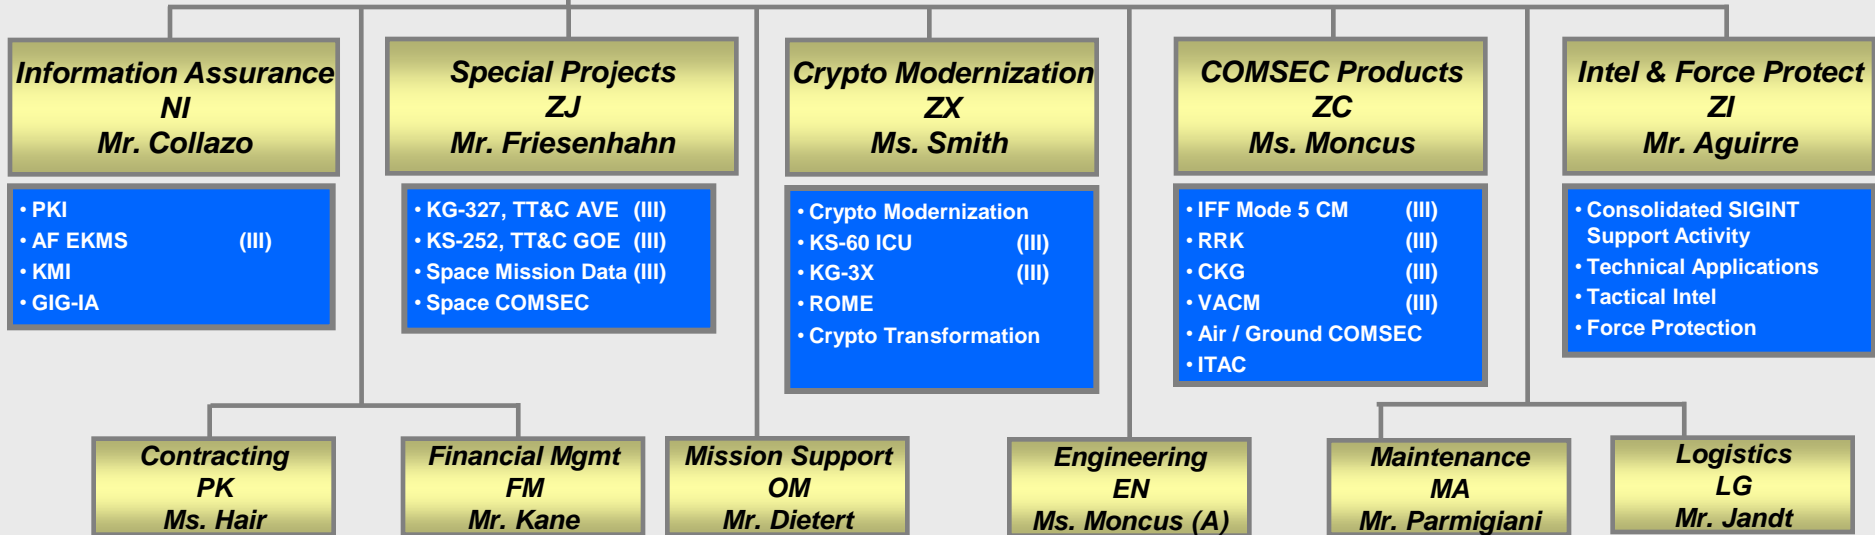 Information Assurance
NI
Mr. Collazo
• PKI
• AF EKMS (III)
• KMI
• GIG-IA
Special Projects
ZJ
Mr. Friesenhahn
• KG-327, TT&C AVE (III)
• KS-252, TT&C GOE (III)
• Space Mission Data (III)
• Space COMSEC
Crypto Modernization
ZX
Ms. Smith
• Crypto Modernization
• KS-60 ICU (III)
• KG-3X (III)
• ROME
• Crypto Transformation
COMSEC Products
ZC
Ms. Moncus
• IFF Mode 5 CM (III)
• RRK (III)
• CKG (III)
• VACM (III)
• Air / Ground COMSEC
• ITAC
Intel & Force Protect
ZI
Mr. Aguirre
• Consolidated SIGINT
Support Activity
• Technical Applications
• Tactical Intel
• Force Protection
Contracting
PK
Ms. Hair
Financial Mgmt
FM
Mr. Kane
Mission Support
OM
Mr. Dietert
Engineering
EN
Ms. Moncus (A)
Maintenance
MA
Mr. Parmigiani
Logistics
LG
Mr. Jandt